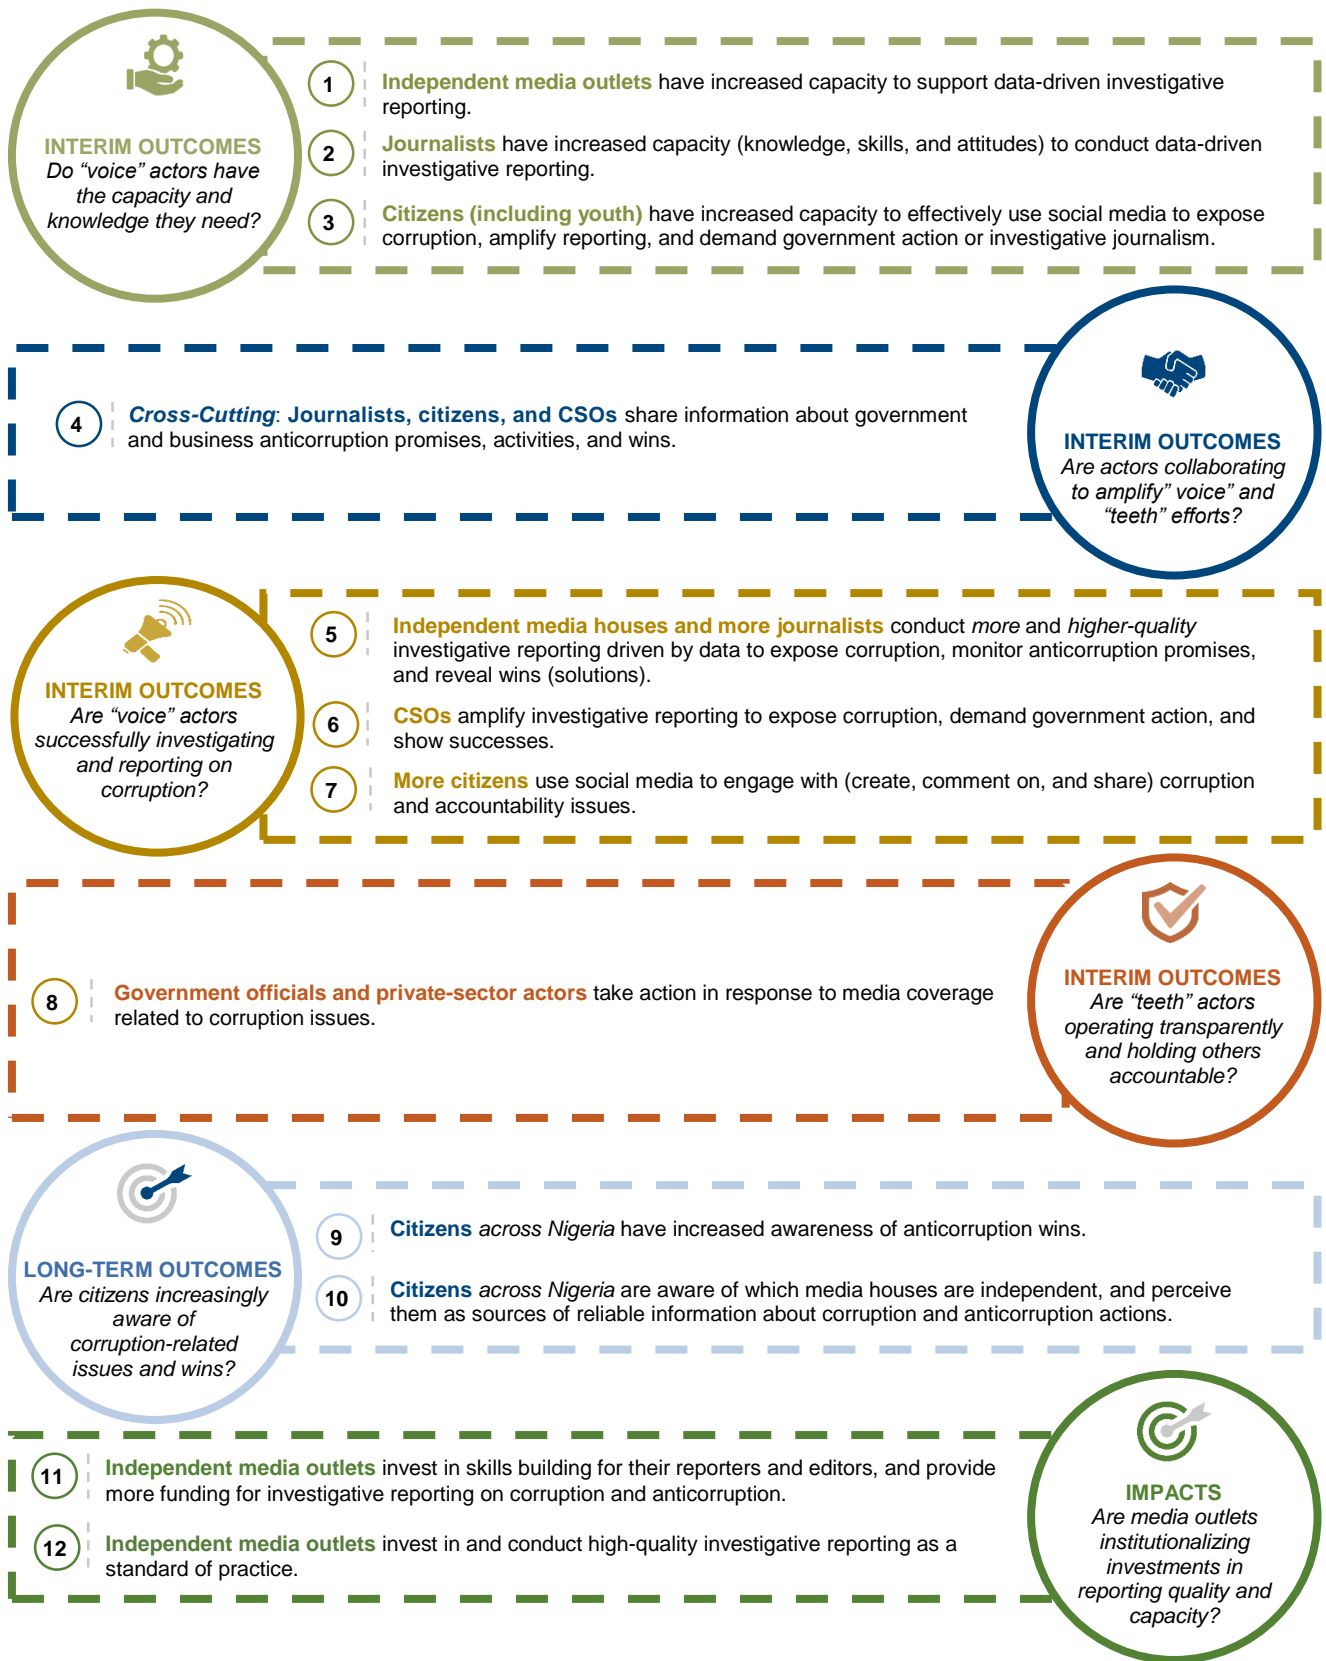 INTERIM OUTCOMES
Do “voice” actors have
the capacity and
knowledge they need?
1
Independent media outlets have increased capacity to support data-driven investigative
reporting.
2
Journalists have increased capacity (knowledge, skills, and attitudes) to conduct data-driven
investigative reporting.
3
Citizens (including youth) have increased capacity to effectively use social media to expose
corruption, amplify reporting, and demand government action or investigative journalism.
4
Cross-Cutting: Journalists, citizens, and CSOs share information about government
and business anticorruption promises, activities, and wins.
INTERIM OUTCOMES
Are actors collaborating
to amplify” voice” and
“teeth” efforts?
INTERIM OUTCOMES
Are “voice” actors
successfully investigating
and reporting on
corruption?
5
Independent media houses and more journalists conduct more and higher-quality
investigative reporting driven by data to expose corruption, monitor anticorruption promises,
and reveal wins (solutions).
6
CSOs amplify investigative reporting to expose corruption, demand government action, and
show successes.
7
More citizens use social media to engage with (create, comment on, and share) corruption
and accountability issues.
8
Government officials and private-sector actors take action in response to media coverage
related to corruption issues.
INTERIM OUTCOMES
Are “teeth” actors
operating transparently
and holding others
accountable?
LONG-TERM OUTCOMES
Are citizens increasingly
aware of
corruption-related
issues and wins?
9
Citizens across Nigeria have increased awareness of anticorruption wins.
10
Citizens across Nigeria are aware of which media houses are independent, and perceive
them as sources of reliable information about corruption and anticorruption actions.
11
Independent media outlets invest in skills building for their reporters and editors, and provide
more funding for investigative reporting on corruption and anticorruption.
12
Independent media outlets invest in and conduct high-quality investigative reporting as a
standard of practice.
IMPACTS
Are media outlets
institutionalizing
investments in
reporting quality and
capacity?